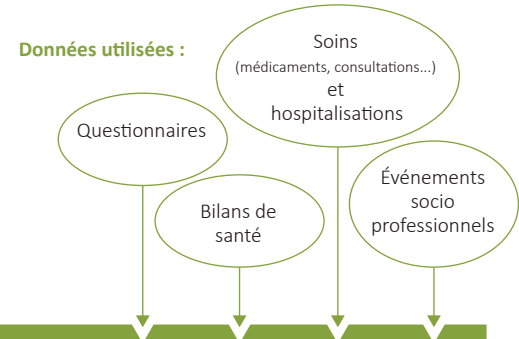 Données utilisées :
Soins
(médicaments, consultations...)
et
hospitalisations
Questionnaires
Bilans de
santé
Événements
socio
professionnels